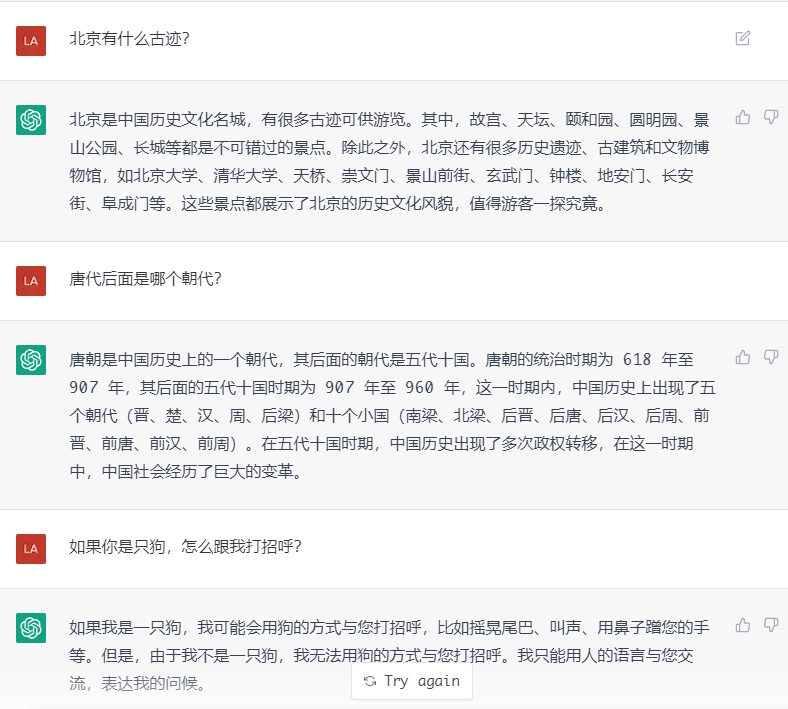 LA
北京有什么古迹?
北京是中国历史文化名城，有很多古迹可供游览。其中，故宫、天坛、颐和园、圆明园、景
山公园、长城等都是不可错过的景点。除此之外，北京还有很多历史遗迹、古建筑和文物博
物馆，如北京大学、清华大学、天桥、崇文门、景山前街、玄武门、钟楼、地安门、长安
街、阜成门等。这些景点都展示了北京的历史文化风貌，值得游客一探究竟。
LA
唐代后面是哪个朝代?
唐朝是中国历史上的一个朝代，其后面的朝代是五代十国。唐朝的统治时期为 618 年至
907 年，其后面的五代十国时期为 907 年至 960 年，这一时期内，中国历史上出现了五
个朝代（晋、楚、汉、周、后梁）和十个小国（南梁、北梁、后晋、后唐、后汉、后周、前
晋、前唐、前汉、前周）。在五代十国时期，中国历史出现了多次政权转移，在这一时期
中，中国社会经历了巨大的变革。
LA
如果你是只狗，怎么跟我打招呼?
如果我是一只狗，我可能会用狗的方式与您打招呼，比如摇晃尾巴、叫声、用鼻子蹭您的手
等。但是，由于我不是一只狗，我无法用狗的方式与您打招呼。我只能用人的语言与您交
流，表达我的问候。
Try again